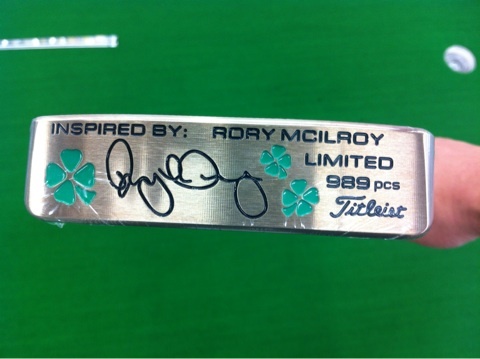 INSPIRED BY: RORY MCILROY
LIMITED
989 pcs
Titleist